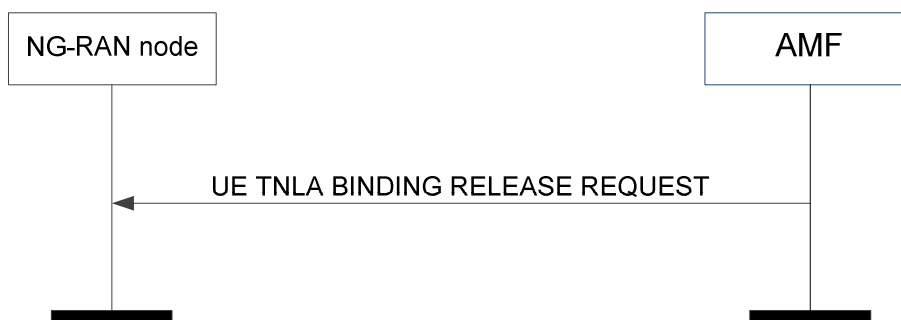 NG-RAN node
AMF
UE TNLA BINDING RELEASE REQUEST